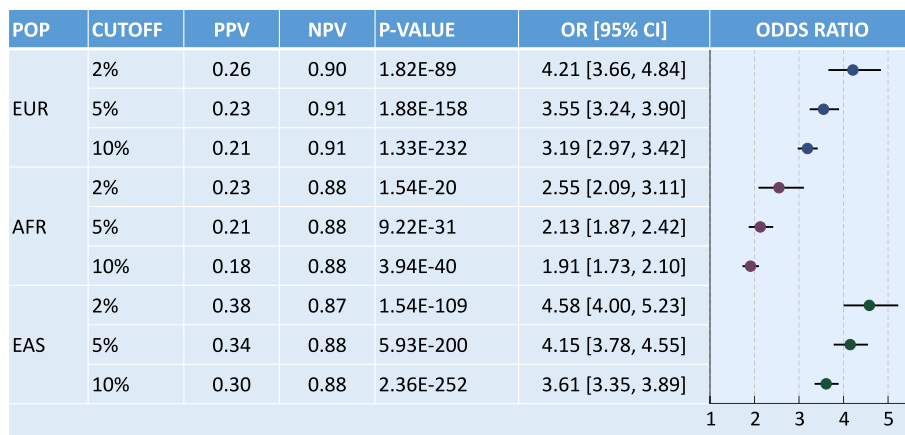 POP CUTOFF PPV NPV P-VALUE OR [95% CI] ODDS RATIO
2% 0.26 0.90 1.82E-89 4.21 [3.66, 4.84]
EUR 5% 0.23 0.91 1.88E-158 3.55 [3.24, 3.90]
10% 0.21 0.91 1.33E-232 3.19 [2.97, 3.42]
2% 0.23 0.88 1.54E-20 2.55 [2.09, 3.11]
AFR 5% 0.21 0.88 9.22E-31 2.13 [1.87, 2.42]
10% 0.18 0.88 3.94E-40 1.91 [1.73, 2.10]
2% 0.38 0.87 1.54E-109 4.58 [4.00, 5.23]
EAS 5% 0.34 0.88 5.93E-200 4.15 [3.78, 4.55]
10% 0.30 0.88 2.36E-252 3.61 [3.35, 3.89]
1 2 3 4 5